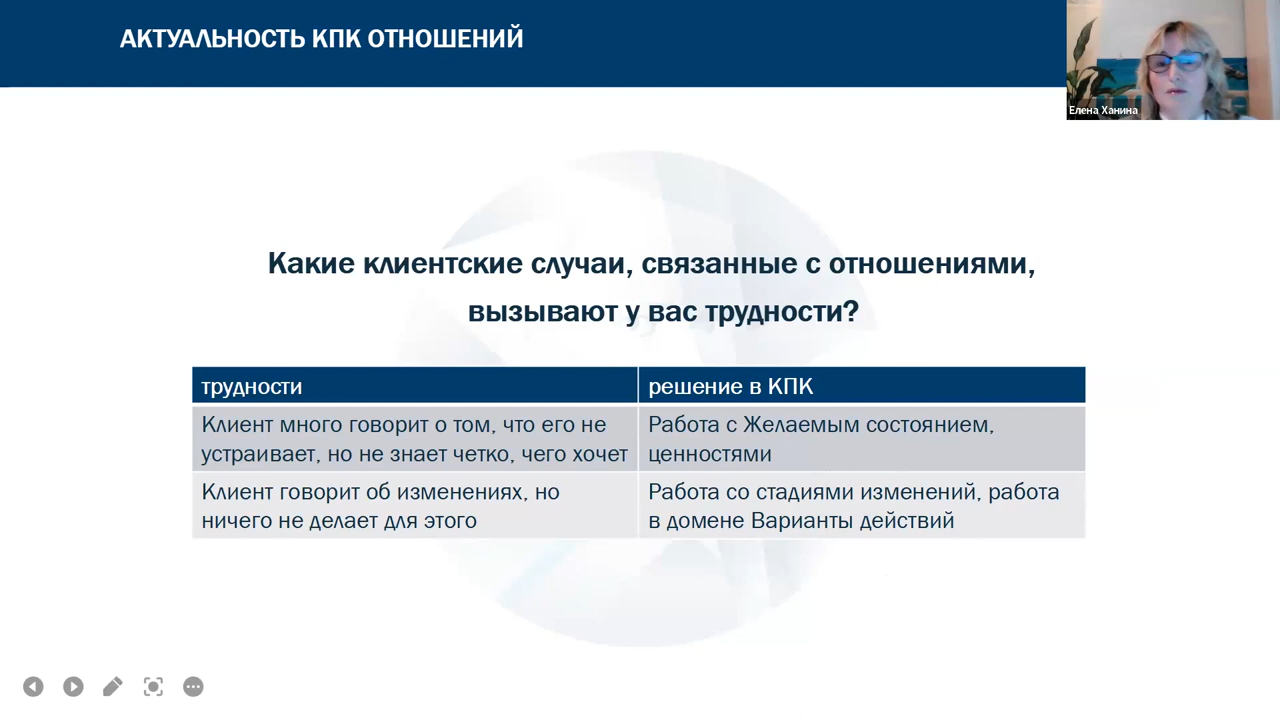 АКТУАЛЬНОСТЬ КПК ОТНОШЕНИЙ
Елена Ханина
Какие клиентские случаи, связанные с отношениями,
вызывают у вас трудности?
трудности
решение в КПК
Клиент много говорит о том, что его не
устраивает, но не знает четко, чего хочет
Работа с Желаемым состоянием,
ценностями
Клиент говорит об изменениях, но
ничего не делает для этого
Работа со стадиями изменений, работа
в домене Варианты действий